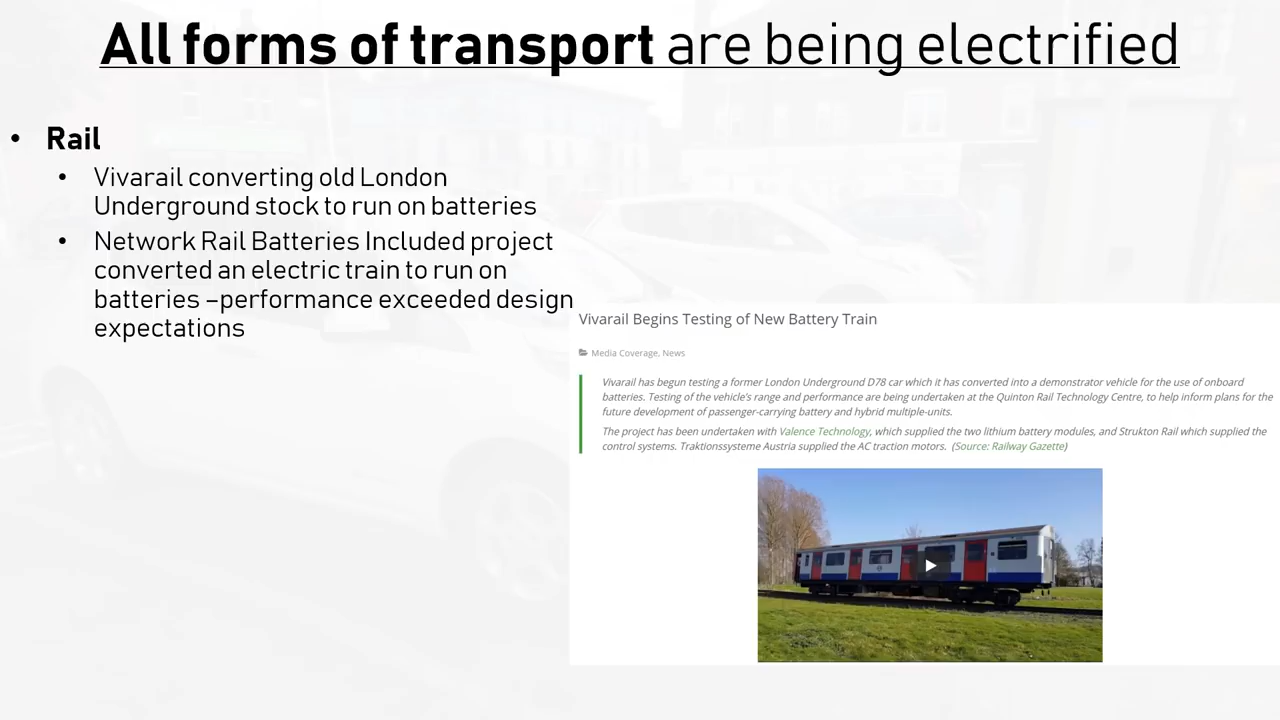 All forms of transport are being electrified
• Rail
• Vivarail converting old London
Underground stock to run on batteries
• Network Rail Batteries Included project
converted an electric train to run on
batteries –performance exceeded design
expectations
Vivarail Begins Testing of New Battery Train
Media Coverage, News
Vivarail has begun testing a former London Underground D78 car which it has converted into a demonstrator vehicle for the use of onboard
batteries. Testing of the vehicle's range and performance are being undertaken at the Quinton Rail Technology Centre, to help inform plans for the
future development of passenger-carrying battery and hybrid multiple-units.
The project has been undertaken with Valence Technology, which supplied the two lithium battery modules, and Strukton Rail which supplied the
control systems. Traktionssysteme Austria supplied the AC traction motors. (Source: Railway Gazette)